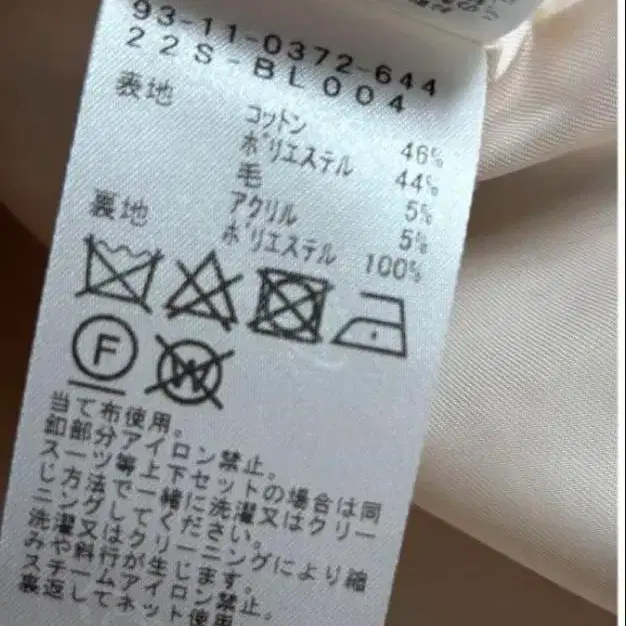 93-11-0372-644
22S-BL004
表地 コットン 46%
ポリエステル 44%
毛 5%
アクリル 5%
裏地 ポリエステル 100%
F W
当て布使用。
釦部分アイロン禁止。
スーツ等上下セットの場合は同
じ方法で一緒に洗濯又はクリー
ニングしてください。
洗濯又はクリーニングにより縮
みや料行が生じます。
スチームアイロン禁止。
裏返してネット使用